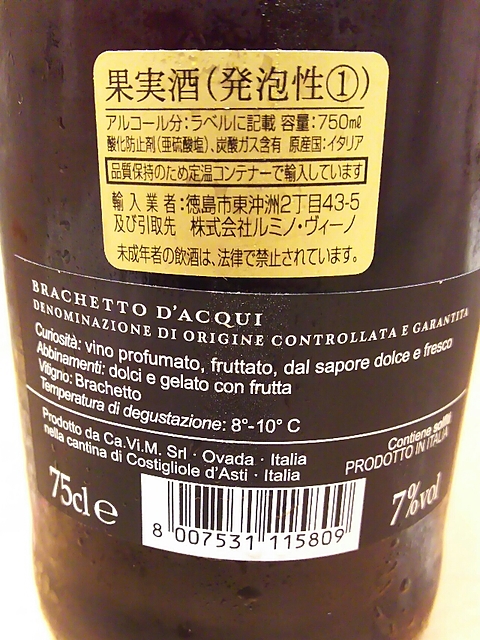 果実酒(発泡性①)
アルコール分:ラベルに記載 容量:750mℓ
酸化防止剤(亜硫酸塩)、炭酸ガス含有 原産国:イタリア
品質保持のため定温コンテナーで輸入しています
輸入業者:徳島市東沖洲2丁目43-5
及び引取先 株式会社ルミノ・ヴィーノ
未成年者の飲酒は、法律で禁止されています。
BRACHETTO D'ACQUI
DENOMINAZIONE DI ORIGINE CONTROLLATA E GARANTITA
Curiosità: vino profumato, fruttato, dal sapore dolce e fresco
Abbinamenti: dolci e gelato con frutta
Vitigno: Brachetto
Temperatura di degustazione: 8°-10° C
Prodotto da Ca.Vi.M. Srl · Ovada · Italia
nella cantina di Costigliole d'Asti · Italia
Contiene solfiti
PRODOTTO IN ITALIA
75cl e
7%vol
8 007531 115809